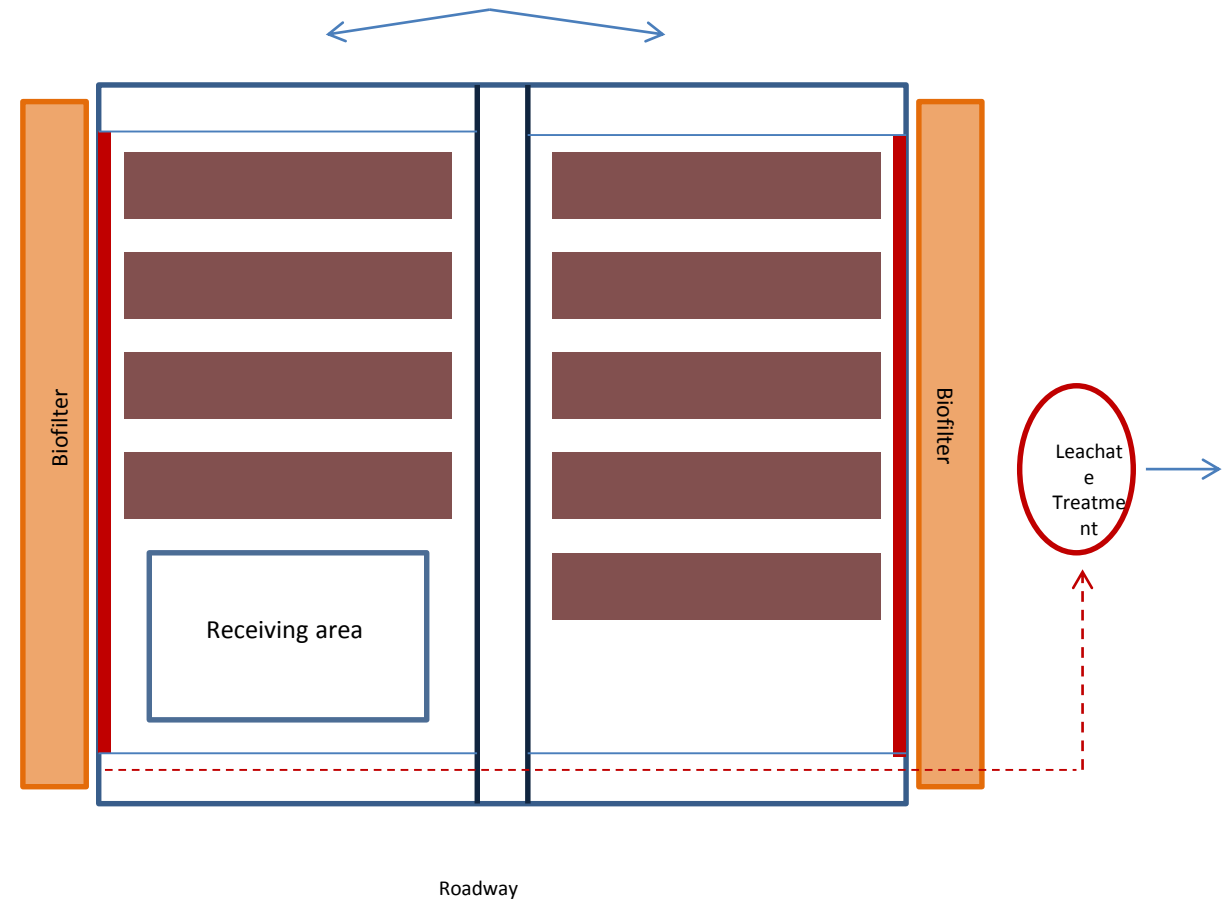 Biofilter
Biofilter
Leachat
e
Treatme
nt
Receiving area
Roadway